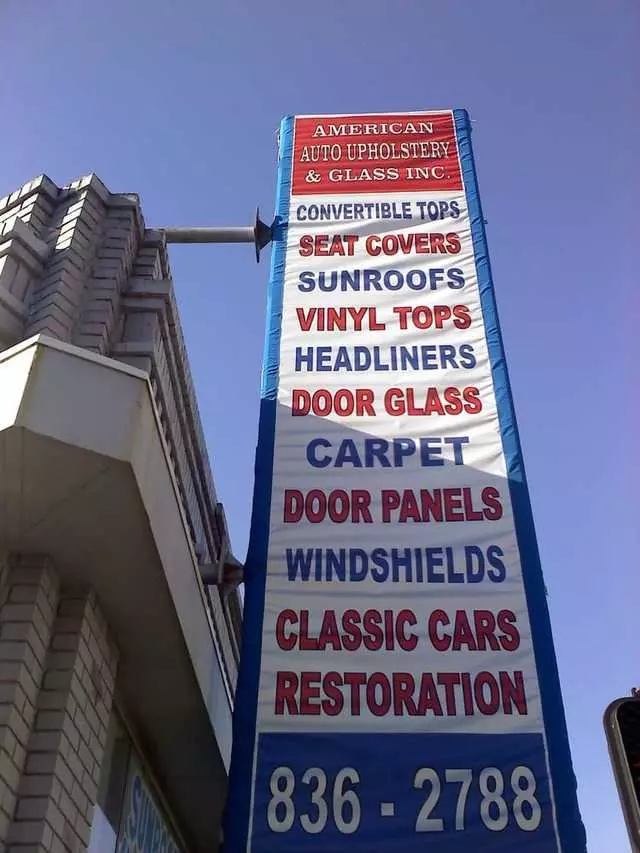 AMERICAN
AUTO UPHOLSTERY
& GLASS INC.
CONVERTIBLE TOPS
SEAT COVERS
SUNROOFS
VINYL TOPS
HEADLINERS
DOOR GLASS
CARPET
DOOR PANELS
WINDSHIELDS
CLASSIC CARS
RESTORATION
836 - 2788